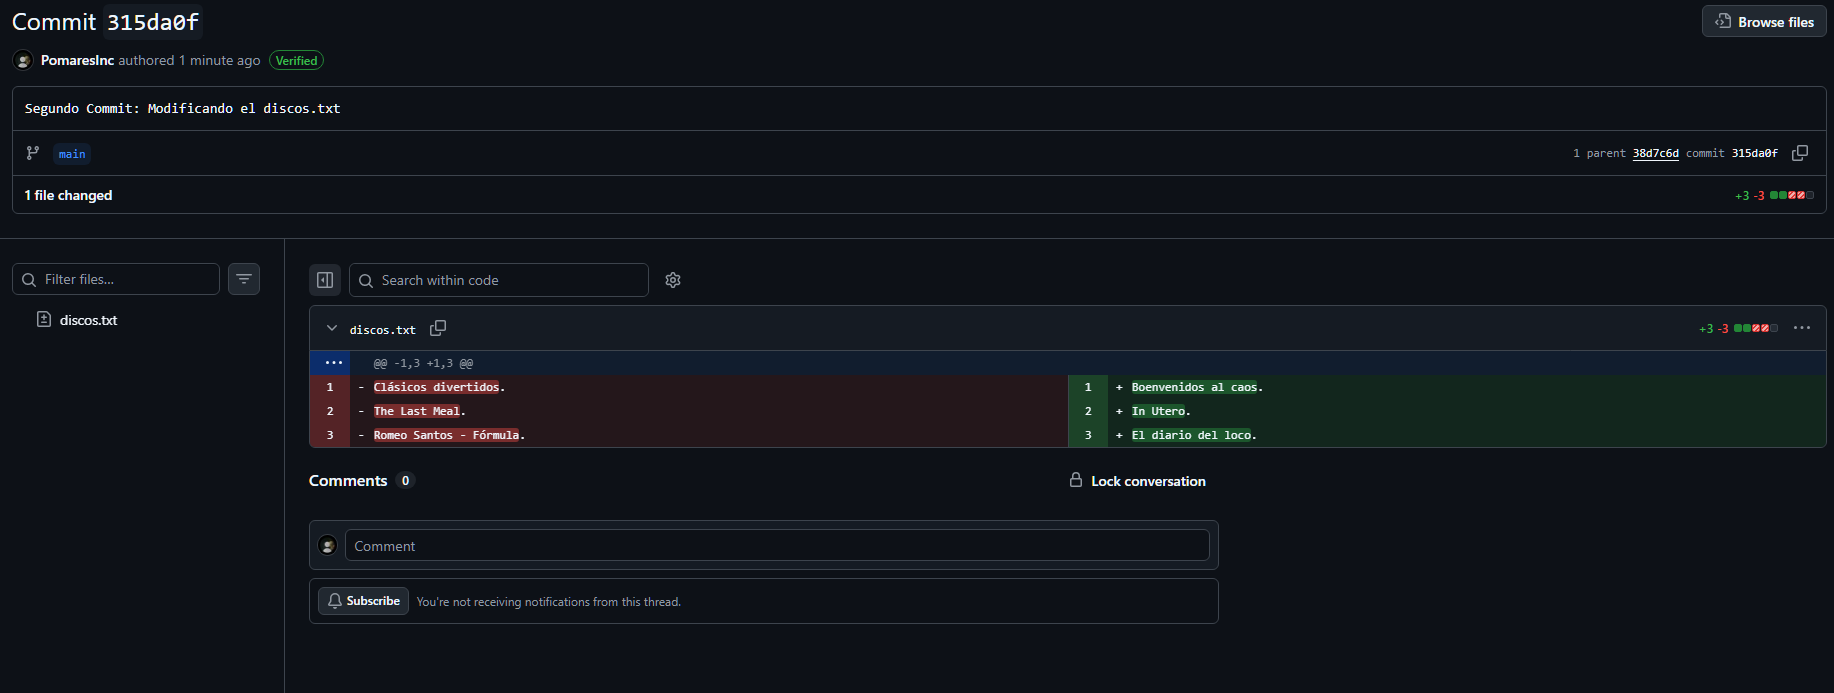 Commit 315da0f
Browse files
PomaresInc authored 1 minute ago Verified
Segundo Commit: Modificando el discos.txt
main
1 parent 38d7c6d commit 315da0f
1 file changed
+3 -3
Filter files...
Search within code
discos.txt
discos.txt
+3 -3
@@ -1,3 +1,3 @@
1 - Clásicos divertidos.
1 + Boenvenidos al caos.
2 - The Last Meal.
2 + In Utero.
3 - Romeo Santos - Fórmula.
3 + El diario del loco.
Comments 0
Lock conversation
Comment
Subscribe You're not receiving notifications from this thread.